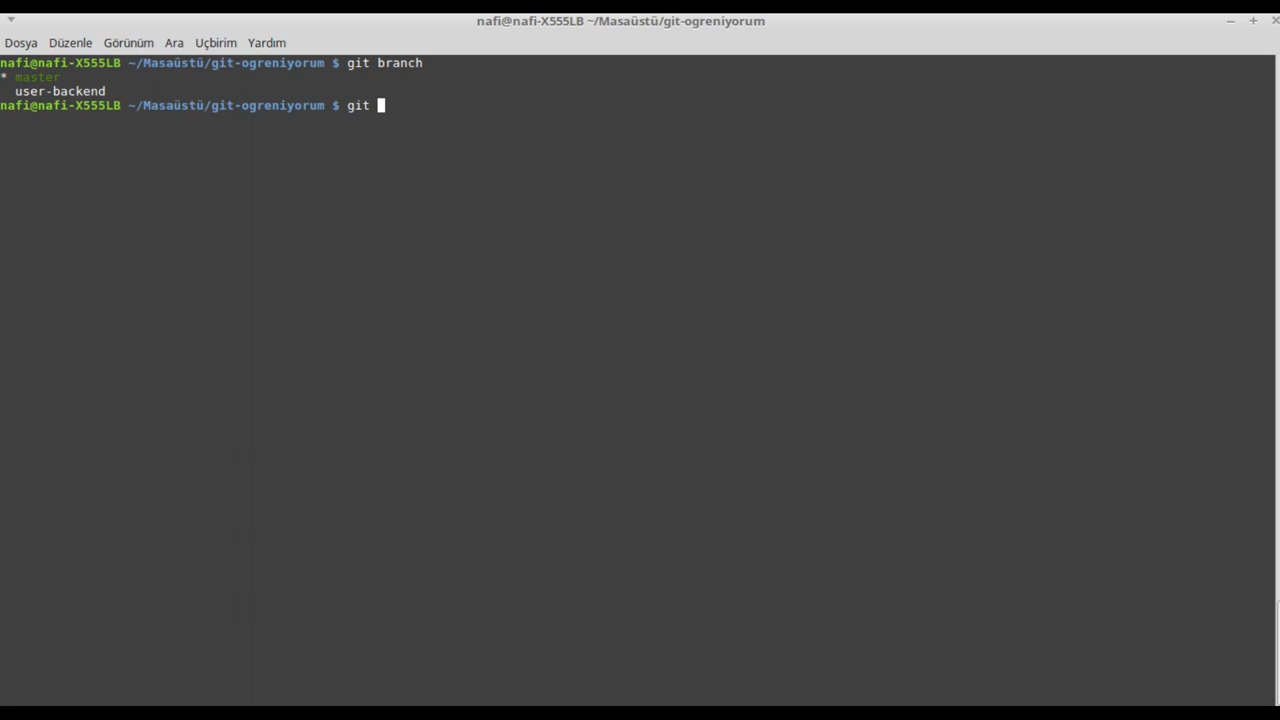 nafi@nafi-X555LB ~/Masaüstü/git-ogreniyorum
Dosya Düzenle Görünüm Ara Uçbirim Yardım
nafi@nafi-X555LB ~/Masaüstü/git-ogreniyorum $ git branch
* master
user-backend
nafi@nafi-X555LB ~/Masaüstü/git-ogreniyorum $ git